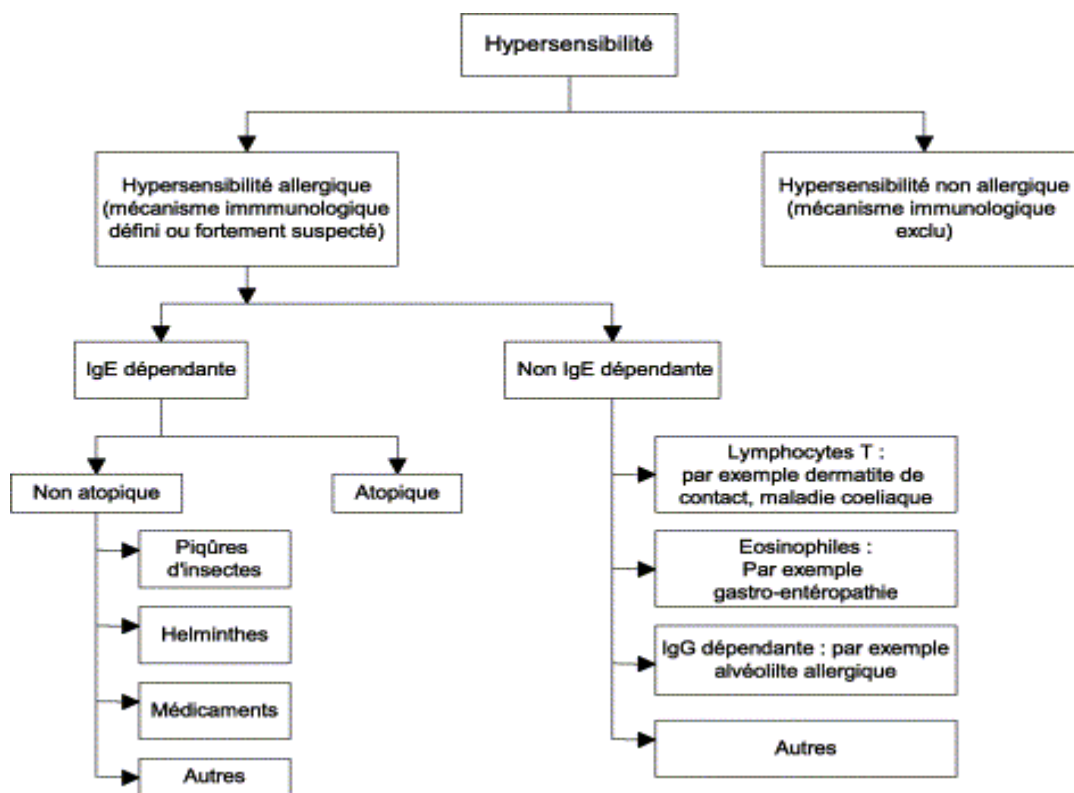 Hypersensibilité
Hypersensibilité allergique
(mécanisme immmunologique
défini ou fortement suspecté)
Hypersensibilité non allergique
(mécanisme immunologique
exclu)
IgE dépendante
Non IgE dépendante
Non atopique
Atopique
Piqûres
d'insectes
Helminthes
Médicaments
Autres
Lymphocytes T :
par exemple dermatite de
contact, maladie coeliaque
Eosinophiles :
Par exemple
gastro-entéropathie
IgG dépendante : par exemple
alvéolilte allergique
Autres